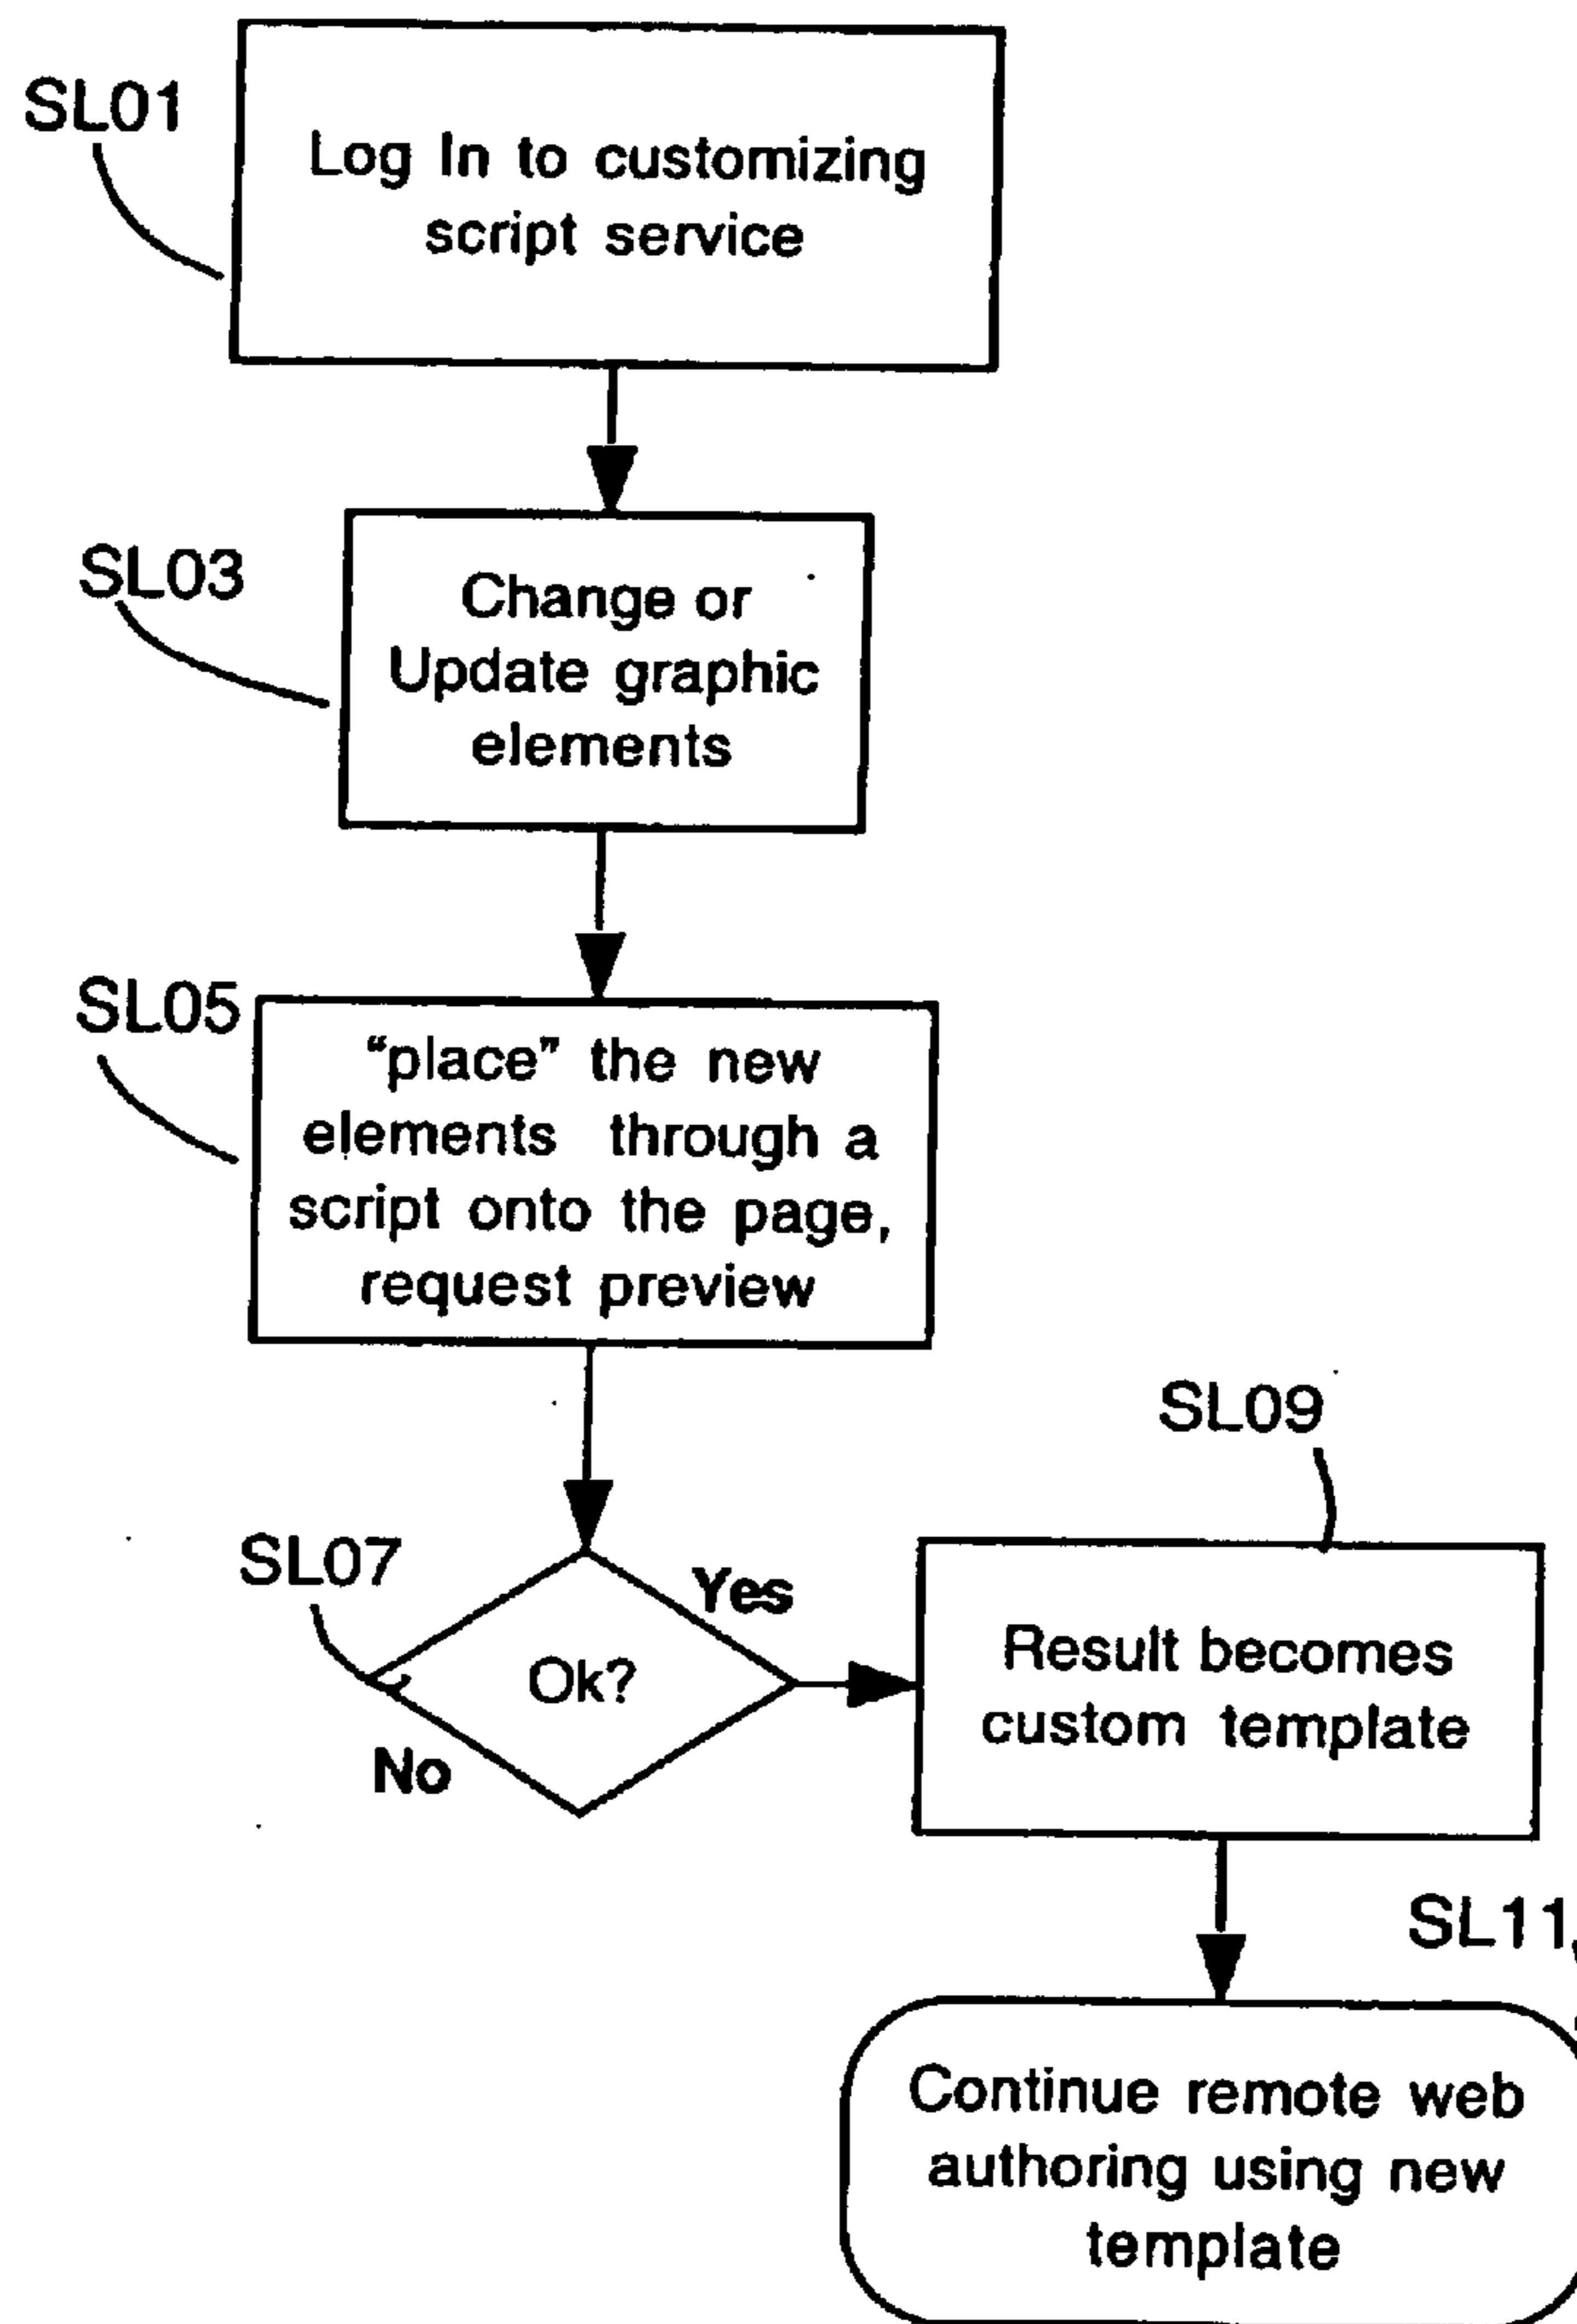 SL01
Log In to customizing
script service
SL03
Change or
Update graphic
elements
SL05
“place” the new
elements through a
script onto the page,
request preview
SL09
SL07
Yes
Ok?
No
Result becomes
custom template
SL11
Continue remote web
authoring using new
template